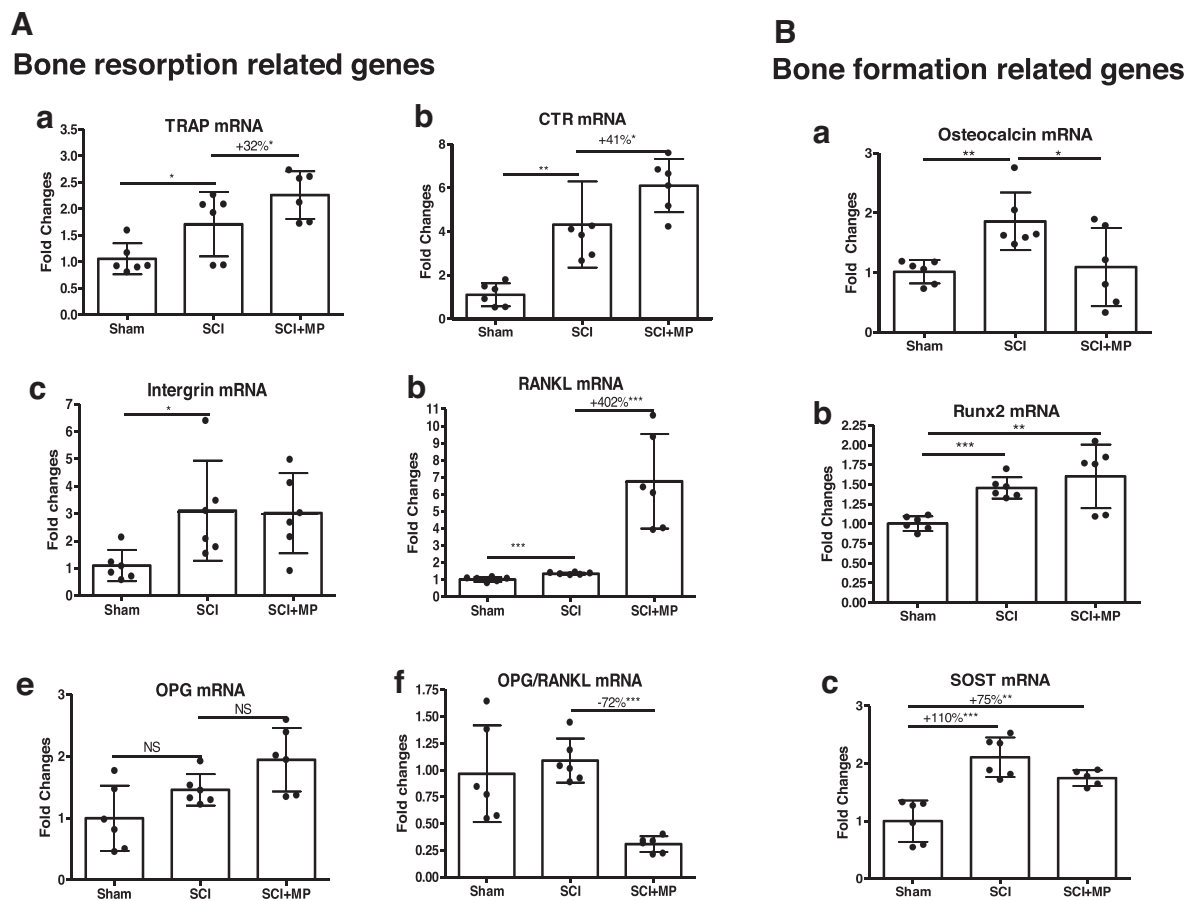 A
Bone resorption related genes
B
Bone formation related genes
a
TRAP mRNA
3.5
3.0
2.5
2.0
1.5
1.0
0.5
0.0
Fold Changes
*
+32%*
Sham SCI SCI+MP
b
CTR mRNA
8
6
4
2
0
Fold Changes
**
+41%*
Sham SCI SCI+MP
a
Osteocalcin mRNA
3
2
1
0
Fold Changes
** *
Sham SCI SCI+MP
c
Intergrin mRNA
7
6
5
4
3
2
1
0
Fold changes
*
Sham SCI SCI+MP
b
RANKL mRNA
11
10
9
8
7
6
5
4
3
2
1
0
Fold Changes
***
+402%***
Sham SCI SCI+MP
b
Runx2 mRNA
2.25
2.00
1.75
1.50
1.25
1.00
0.75
0.50
0.25
0.00
Fold Changes
**
***
Sham SCI SCI+MP
e
OPG mRNA
3
2
1
0
Fold Changes
NS
NS
Sham SCI SCI+MP
f
OPG/RANKL mRNA
1.75
1.50
1.25
1.00
0.75
0.50
0.25
0.00
Fold changes
-72%***
Sham SCI SCI+MP
c
SOST mRNA
3
2
1
0
Fold Changes
+75%**
+110%***
Sham SCI SCI+MP